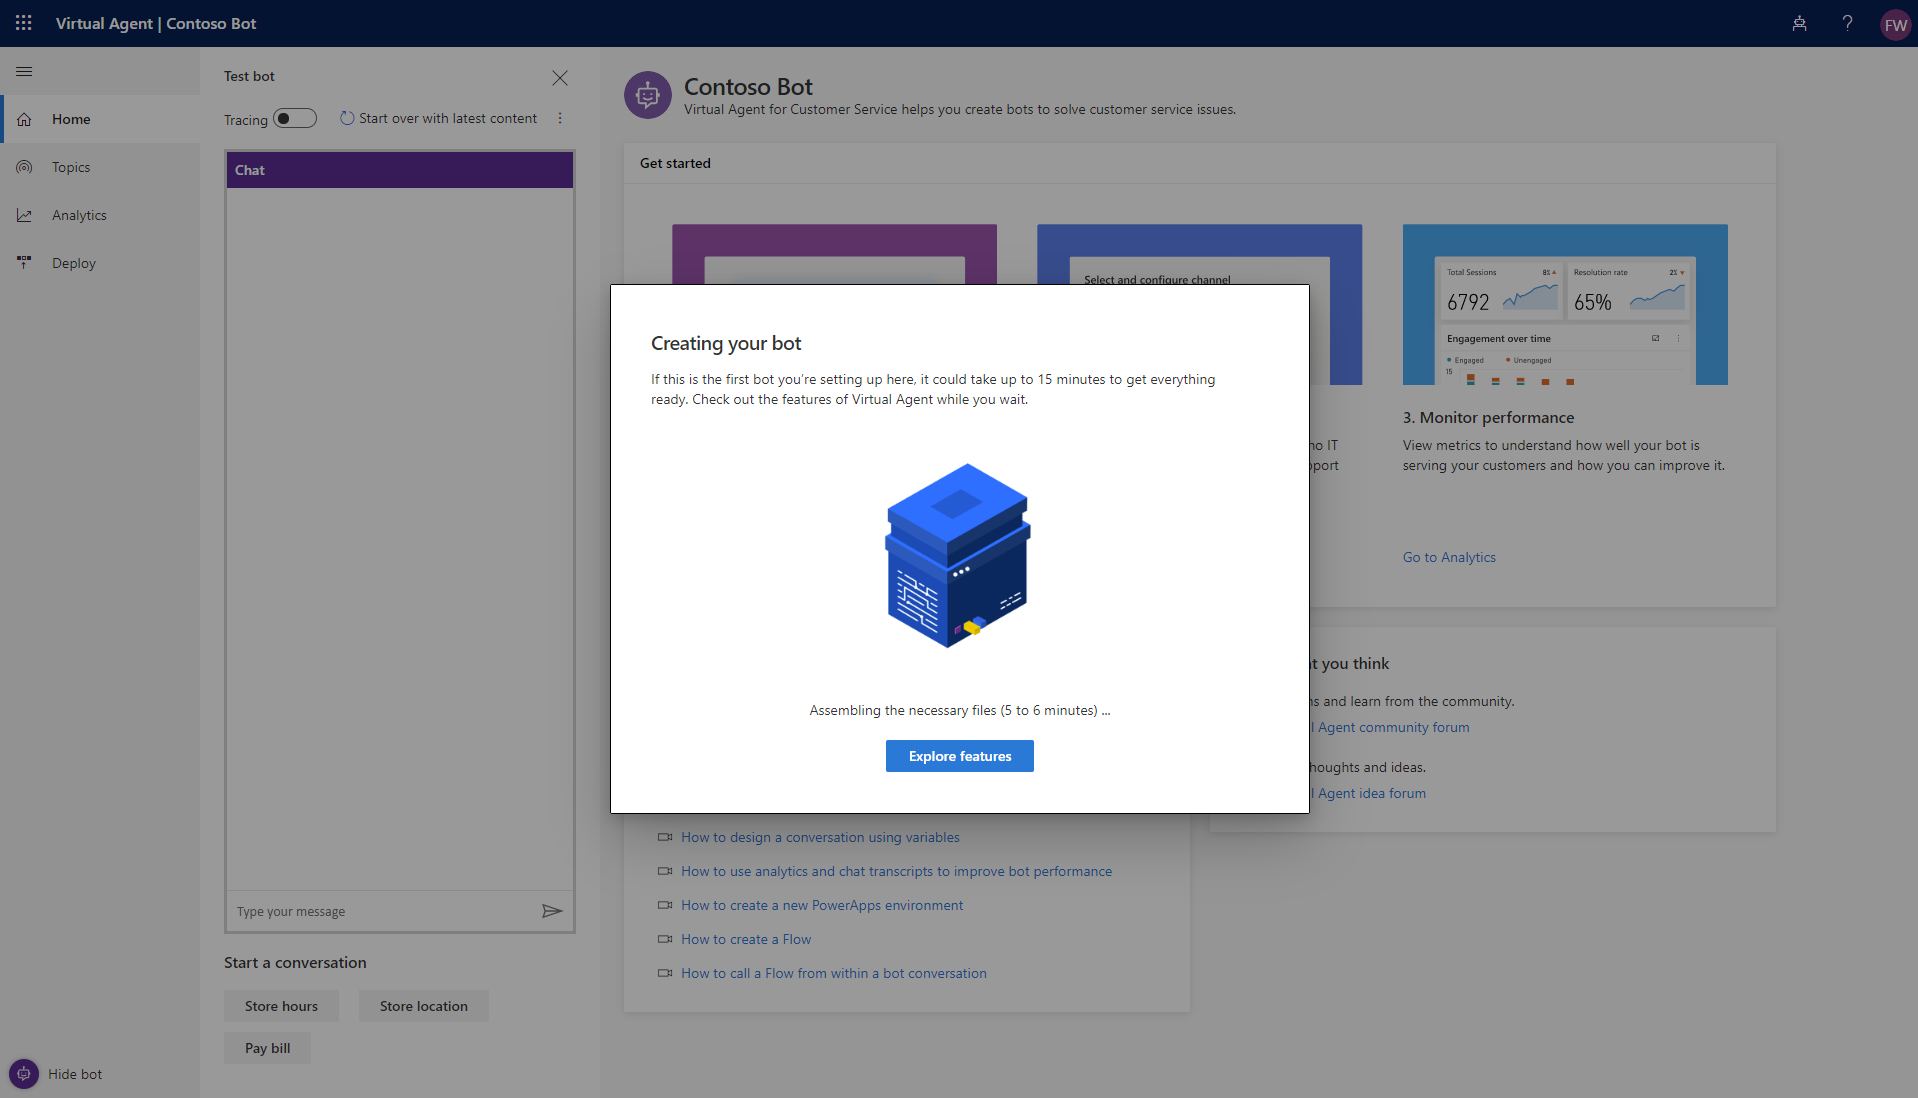 Virtual Agent | Contoso Bot
?
FW
Home
Topics
Analytics
Deploy
Hide bot
Test bot
Tracing
Start over with latest content
Chat
Type your message
Start a conversation
Store hours
Store location
Pay bill
Contoso Bot
Virtual Agent for Customer Service helps you create bots to solve customer service issues.
Get started
Select and configure channel
Total Sessions
8%
6792
Resolution rate
2%
65%
Engagement over time
Engaged
Unengaged
15
3. Monitor performance
View metrics to understand how well your bot is
serving your customers and how you can improve it.
Go to Analytics
IT
Creating your bot
If this is the first bot you're setting up here, it could take up to 15 minutes to get everything
ready. Check out the features of Virtual Agent while you wait.
Assembling the necessary files (5 to 6 minutes) ...
Explore features
you think
and learn from the community.
Agent community forum
and ideas.
Agent idea forum
How to design a conversation using variables
How to use analytics and chat transcripts to improve bot performance
How to create a new PowerApps environment
How to create a Flow
How to call a Flow from within a bot conversation